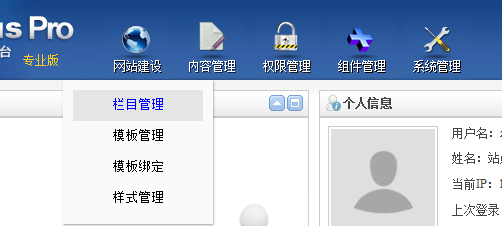 us Pro
台 专业版
网站建设 内容管理 权限管理 组件管理 系统管理
栏目管理
模板管理
模板绑定
样式管理
个人信息
用户名：
姓名：站
当前IP：1
上次登录